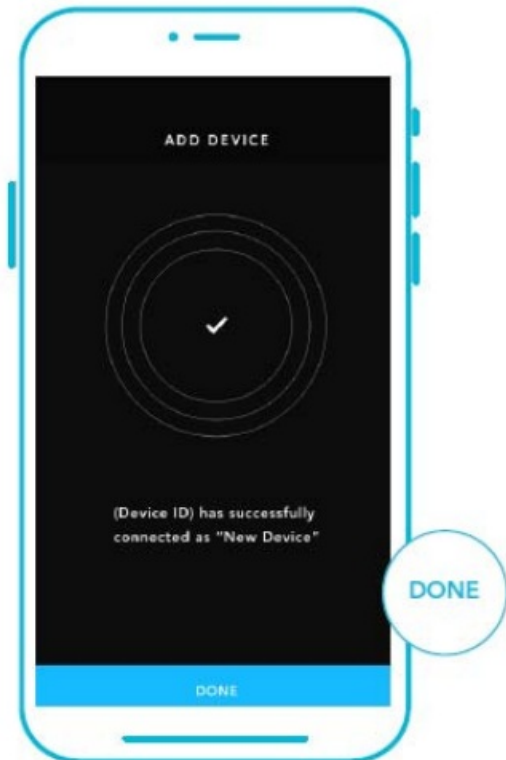 ADD DEVICE
(Device ID) has successfully
connected as "New Device"
DONE
DONE